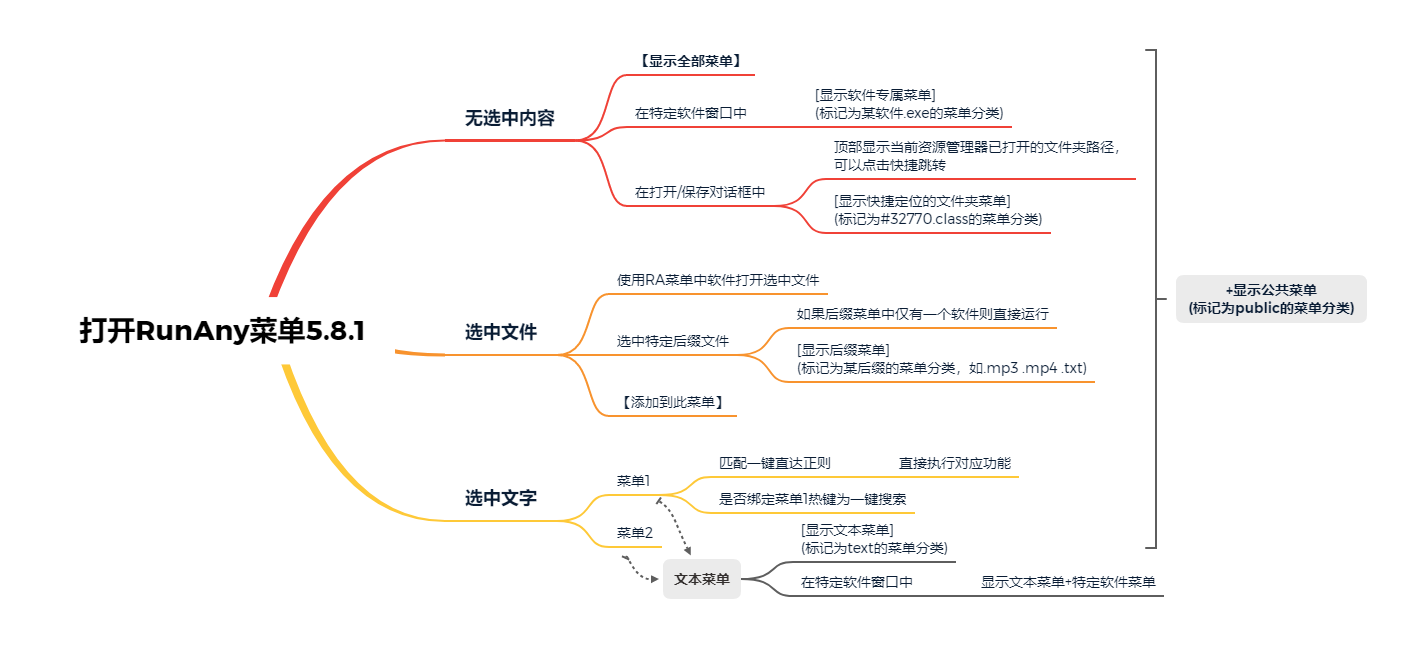 打开RunAny菜单5.8.1
无选中内容
【显示全部菜单】
在特定软件窗口中
[显示软件专属菜单]
(标记为某软件.exe的菜单分类)
在打开/保存对话框中
顶部显示当前资源管理器已打开的文件夹路径，
可以点击快捷跳转
[显示快捷定位的文件夹菜单]
(标记为#32770.class的菜单分类)
选中文件
使用RA菜单中软件打开选中文件
选中特定后缀文件
如果后缀菜单中仅有一个软件则直接运行
[显示后缀菜单]
(标记为某后缀的菜单分类，如.mp3 .mp4 .txt)
【添加到此菜单】
选中文字
菜单1
匹配一键直达正则
直接执行对应功能
是否绑定菜单1热键为一键搜索
菜单2
文本菜单
[显示文本菜单]
(标记为text的菜单分类)
在特定软件窗口中
显示文本菜单+特定软件菜单
+显示公共菜单
(标记为public的菜单分类)